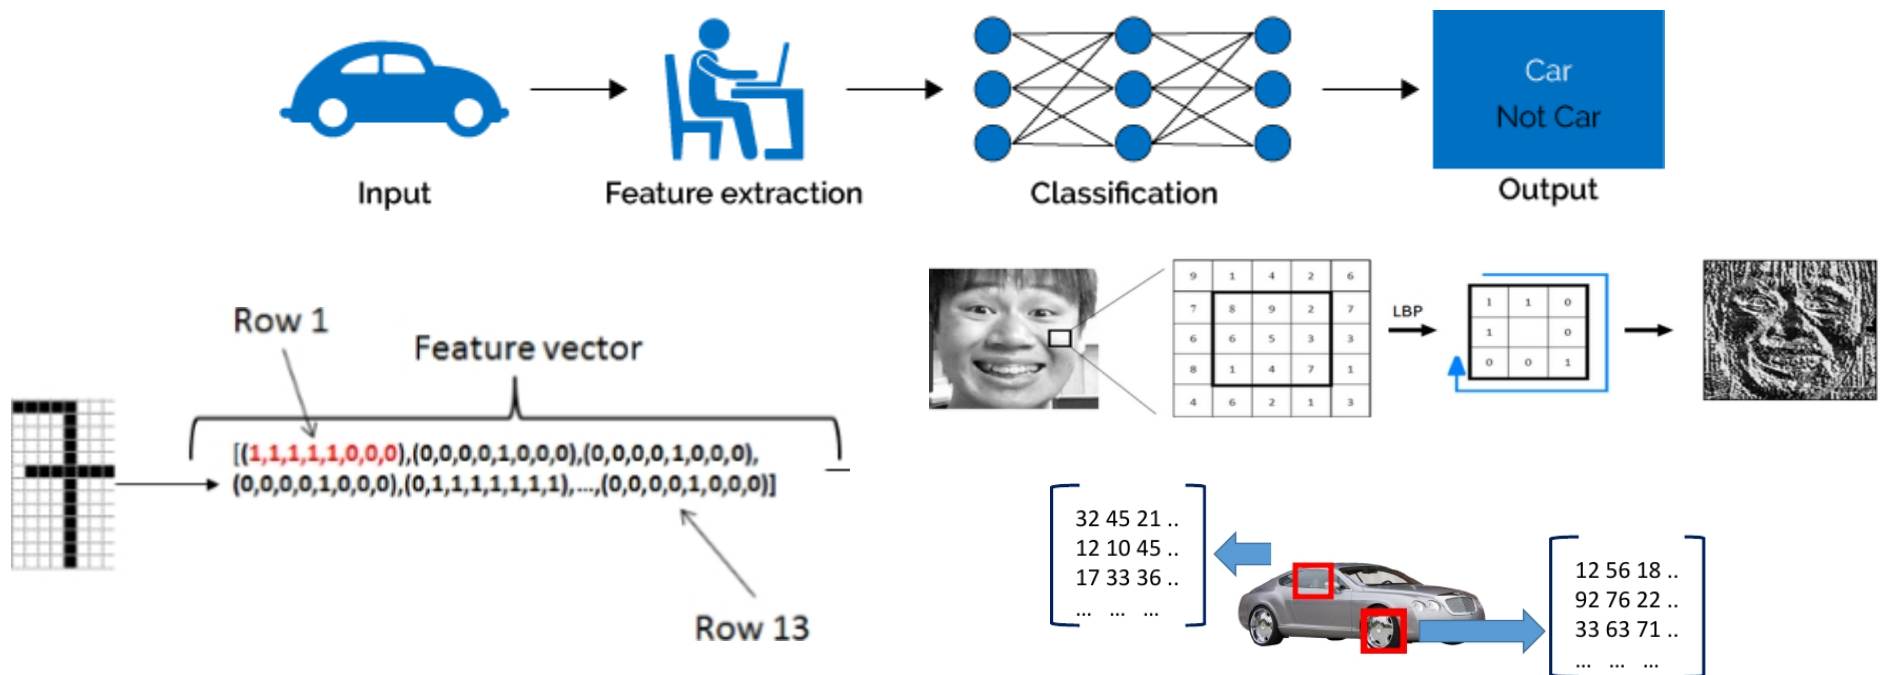 Car
Not Car
Input
Feature extraction
Classification
Output
Row 1
Feature vector
[(1,1,1,1,1,0,0,0),(0,0,0,0,1,0,0,0),(0,0,0,0,1,0,0,0),
(0,0,0,0,1,0,0,0),(0,1,1,1,1,1,1,1),...,(0,0,0,0,1,0,0,0)]
Row 13
9 1 4 2 6
7 8 9 2 7
6 6 5 3 3
8 1 4 7 1
4 6 2 1 3
LBP
1 1 0
1 0
0 0 1
32 45 21 ..
12 10 45 ..
17 33 36 ..
... ... ...
12 56 18 ..
92 76 22 ..
33 63 71 ..
... ... ...